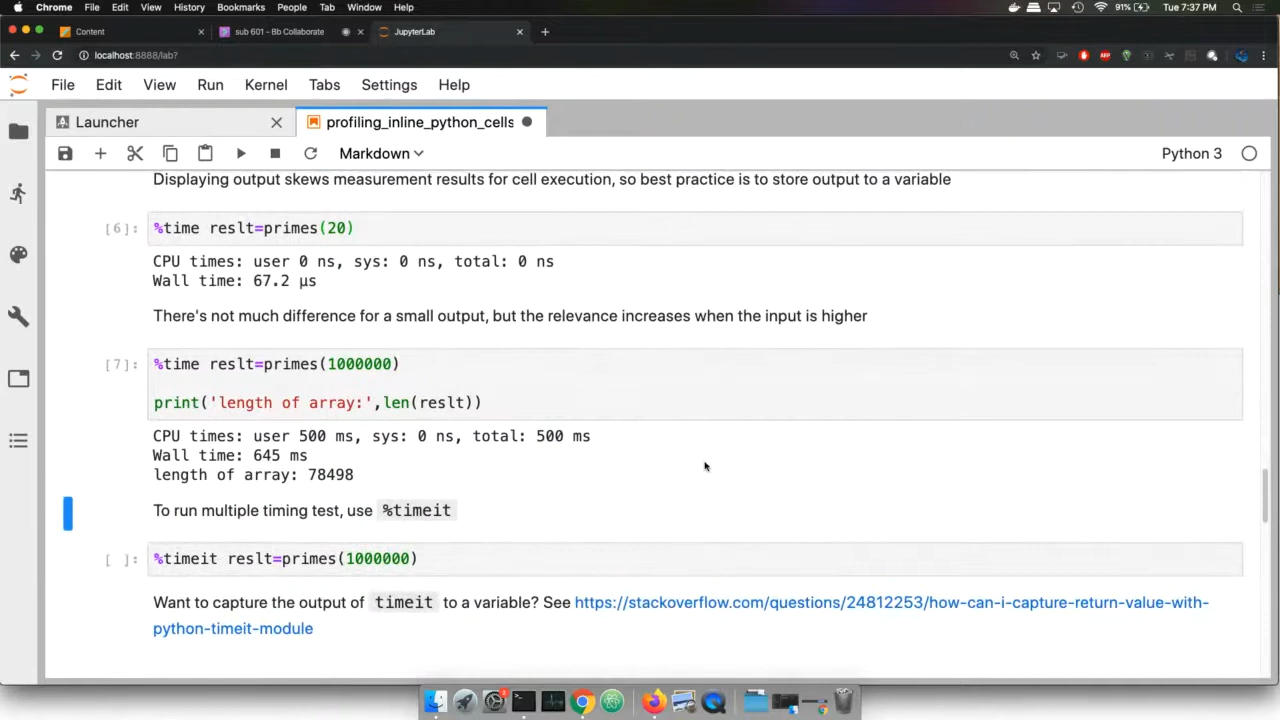 Chrome File Edit View History Bookmarks People Tab Window Help 91% Tue 7:37 PM
Content sub 601 - Bb Collaborate JupyterLab
localhost:8888/lab?
File Edit View Run Kernel Tabs Settings Help
Launcher profiling_inline_python_cells
Markdown Python 3
Displaying output skews measurement results for cell execution, so best practice is to store output to a variable
[6]: %time reslt=primes(20)
CPU times: user 0 ns, sys: 0 ns, total: 0 ns
Wall time: 67.2 µs
There's not much difference for a small output, but the relevance increases when the input is higher
[7]: %time reslt=primes(1000000)
print('length of array:',len(reslt))
CPU times: user 500 ms, sys: 0 ns, total: 500 ms
Wall time: 645 ms
length of array: 78498
To run multiple timing test, use %timeit
[ ]: %timeit reslt=primes(1000000)
Want to capture the output of timeit to a variable? See https://stackoverflow.com/questions/24812253/how-can-i-capture-return-value-with-
python-timeit-module